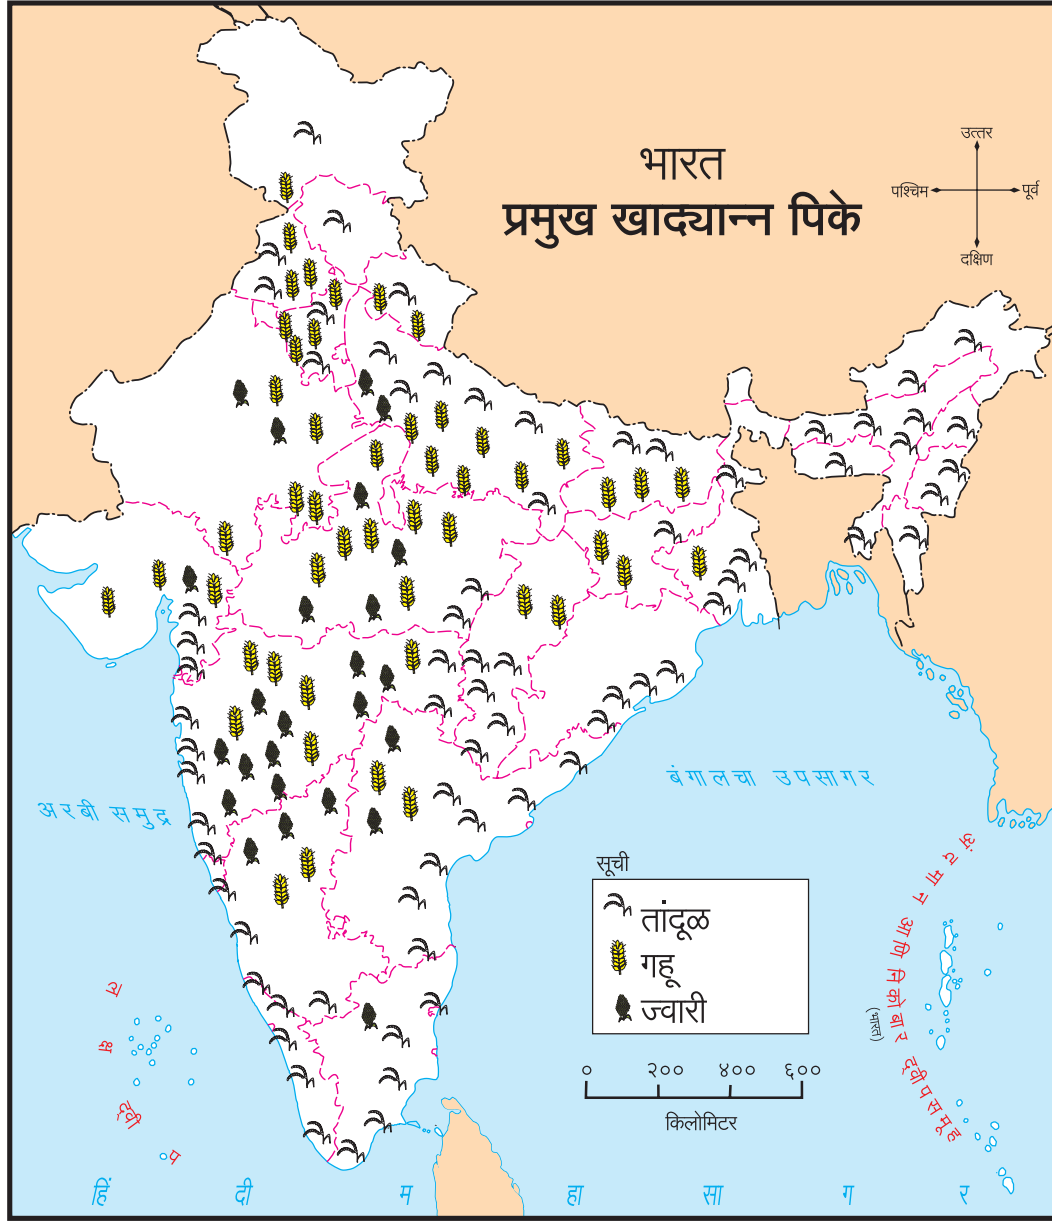 भारत
प्रमुख खाद्यान्न पिके
उत्तर
पश्चिम
पूर्व
दक्षिण
बंगालचा उपसागर
अरबी समुद्र
सूची
तांदूळ
गहू
ज्वारी
० २०० ४०० ६००
किलोमिटर
अंदमान आणि निकोबार द्वीपसमूह
(भारत)
लक्षद्वीप
हिंदी महासागर